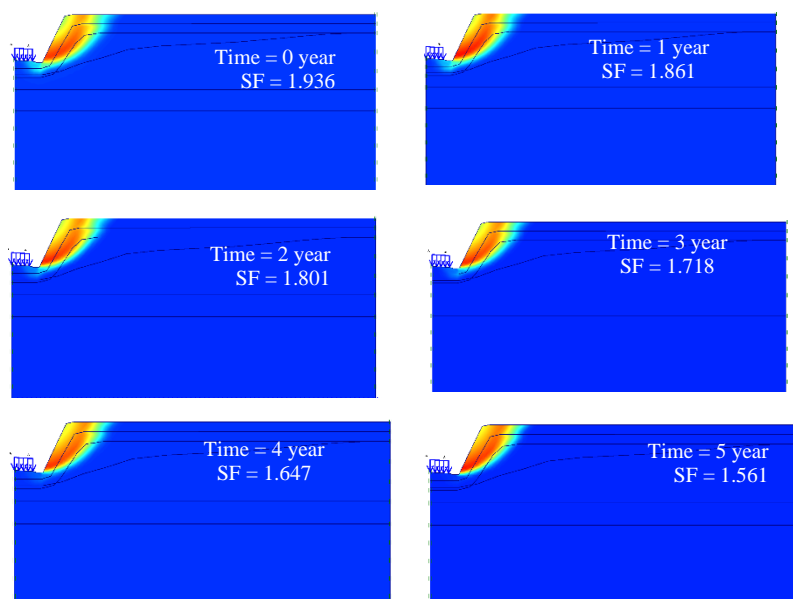 Time = 0 year
SF = 1.936
Time = 1 year
SF = 1.861
Time = 2 year
SF = 1.801
Time = 3 year
SF = 1.718
Time = 4 year
SF = 1.647
Time = 5 year
SF = 1.561